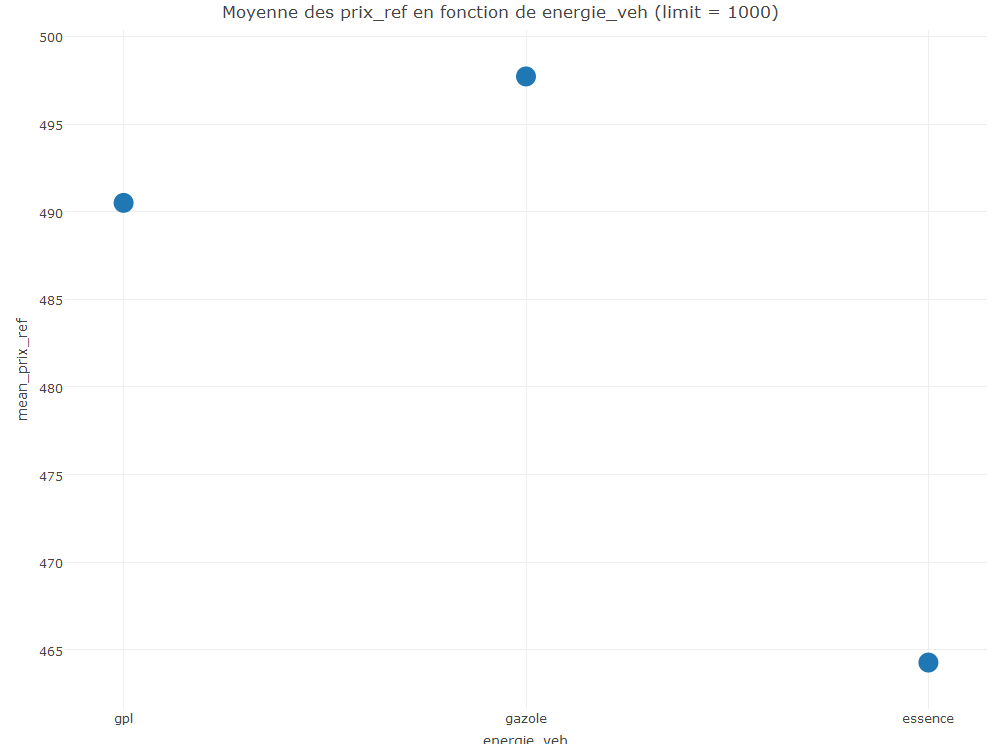 Moyenne des prix_ref en fonction de energie_veh (limit = 1000)
500
495
490
485
480
475
470
465
mean_prix_ref
gpl
gazole
essence
energie_veh